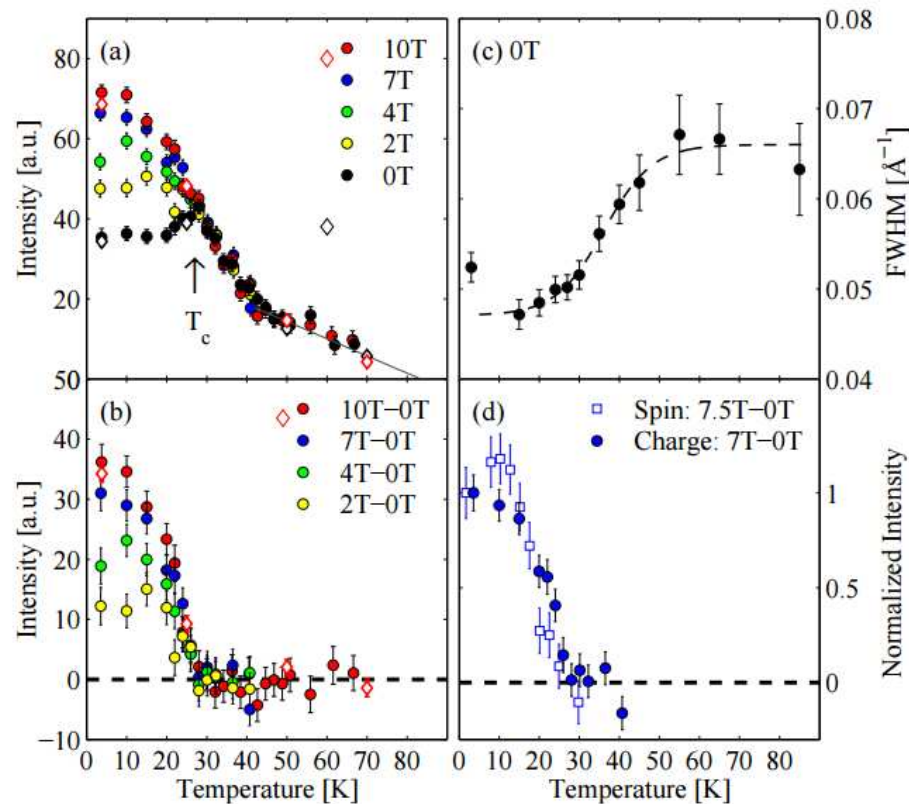 (a)
10T
7T
4T
2T
0T
T_c
Intensity [a.u.]
80
60
40
20
50
(c) 0T
FWHM [Å⁻¹]
0.08
0.07
0.06
0.05
0.04
(b)
10T−0T
7T−0T
4T−0T
2T−0T
Intensity [a.u.]
40
30
20
10
0
−10
0 10 20 30 40 50 60 70 80
Temperature [K]
(d)
Spin: 7.5T−0T
Charge: 7T−0T
Normalized Intensity
1
0.5
0
0 10 20 30 40 50 60 70 80
Temperature [K]